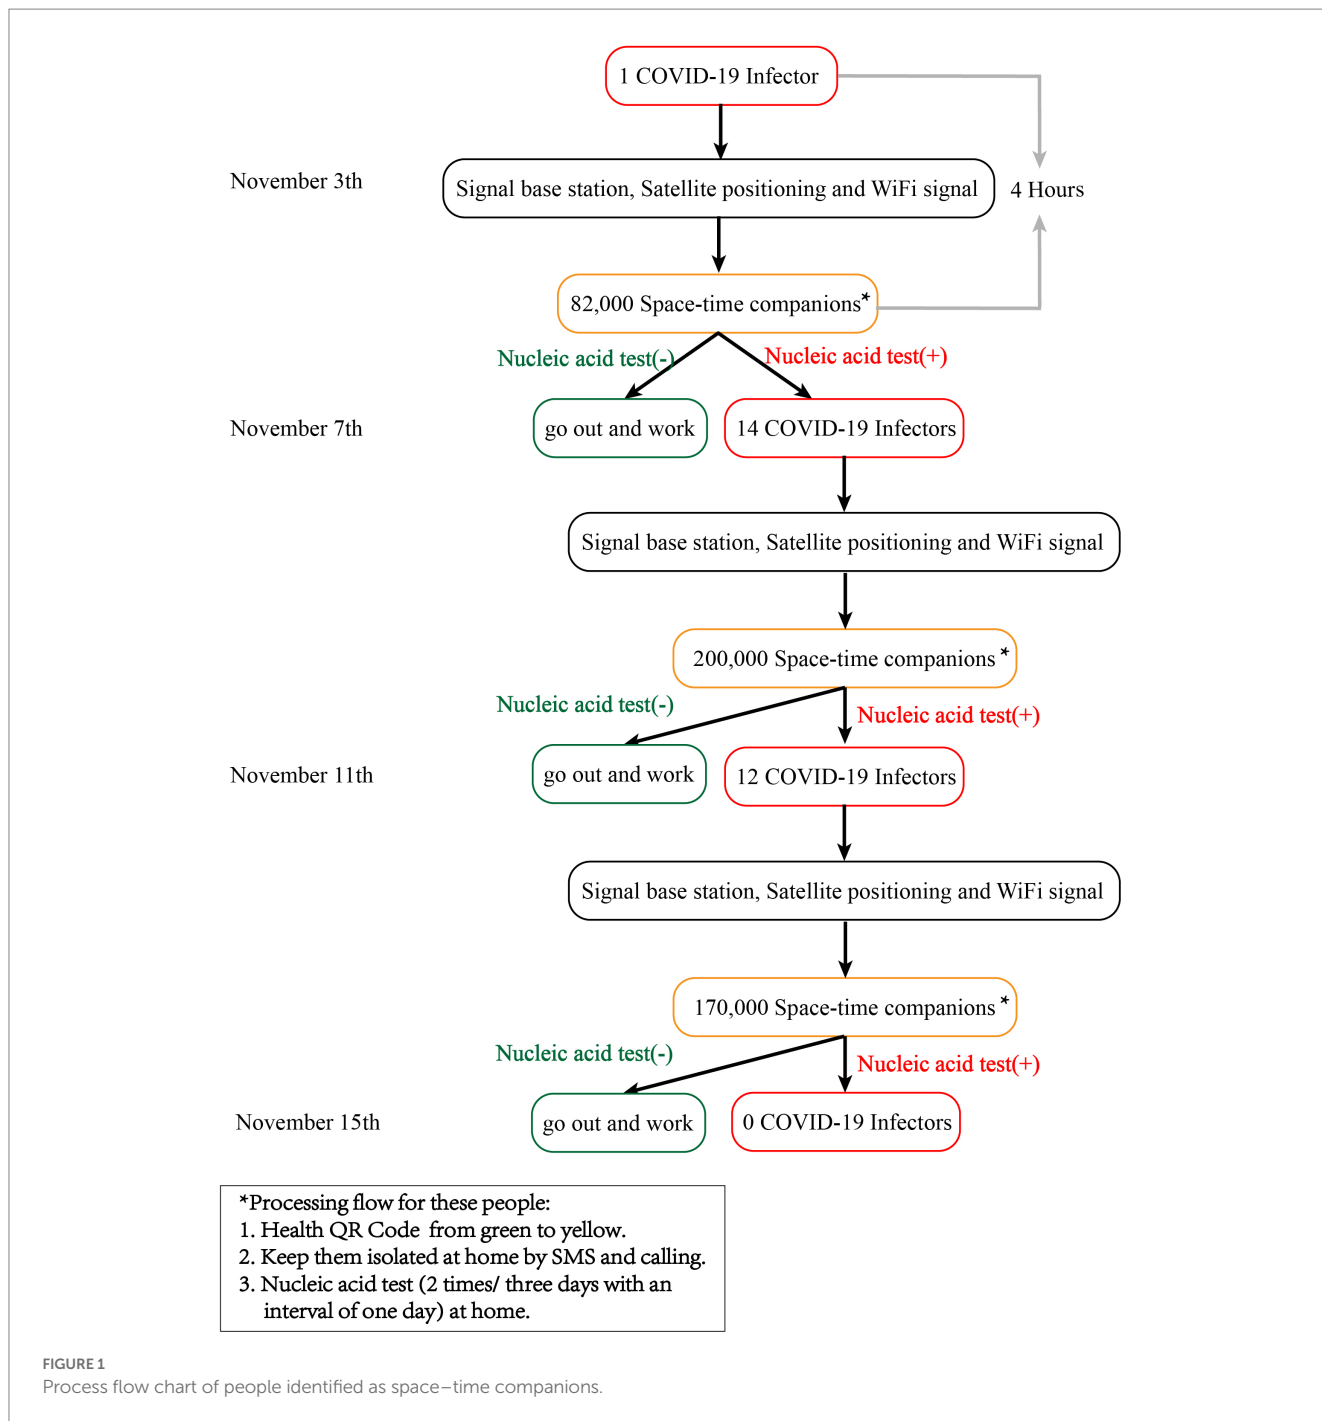 1 COVID-19 Infector
November 3th
Signal base station, Satellite positioning and WiFi signal
4 Hours
82,000 Space-time companions*
Nucleic acid test(-)
Nucleic acid test(+)
November 7th
go out and work
14 COVID-19 Infectors
Signal base station, Satellite positioning and WiFi signal
200,000 Space-time companions*
Nucleic acid test(-)
Nucleic acid test(+)
November 11th
go out and work
12 COVID-19 Infectors
Signal base station, Satellite positioning and WiFi signal
170,000 Space-time companions*
Nucleic acid test(-)
Nucleic acid test(+)
November 15th
go out and work
0 COVID-19 Infectors
*Processing flow for these people:
1. Health QR Code from green to yellow.
2. Keep them isolated at home by SMS and calling.
3. Nucleic acid test (2 times/ three days with an
interval of one day) at home.
FIGURE 1
Process flow chart of people identified as space–time companions.